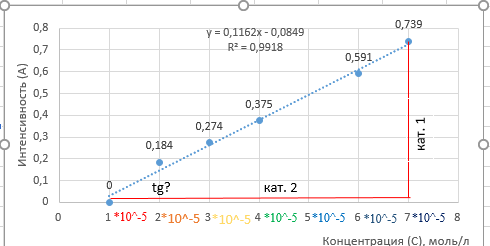 y = 0,1162x - 0,0849
R² = 0,9918
0,739
0,591
0,375
0,274
0,184
0
Интенсивность (A)
0,8
0,7
0,6
0,5
0,4
0,3
0,2
0,1
0
tg?
кат. 2
кат. 1
0 1 *10^-5 2 *10^-5 3 *10^-5 4 *10^-5 5 *10^-5 6 *10^-5 7 *10^-5 8
Концентрация (C), моль/л